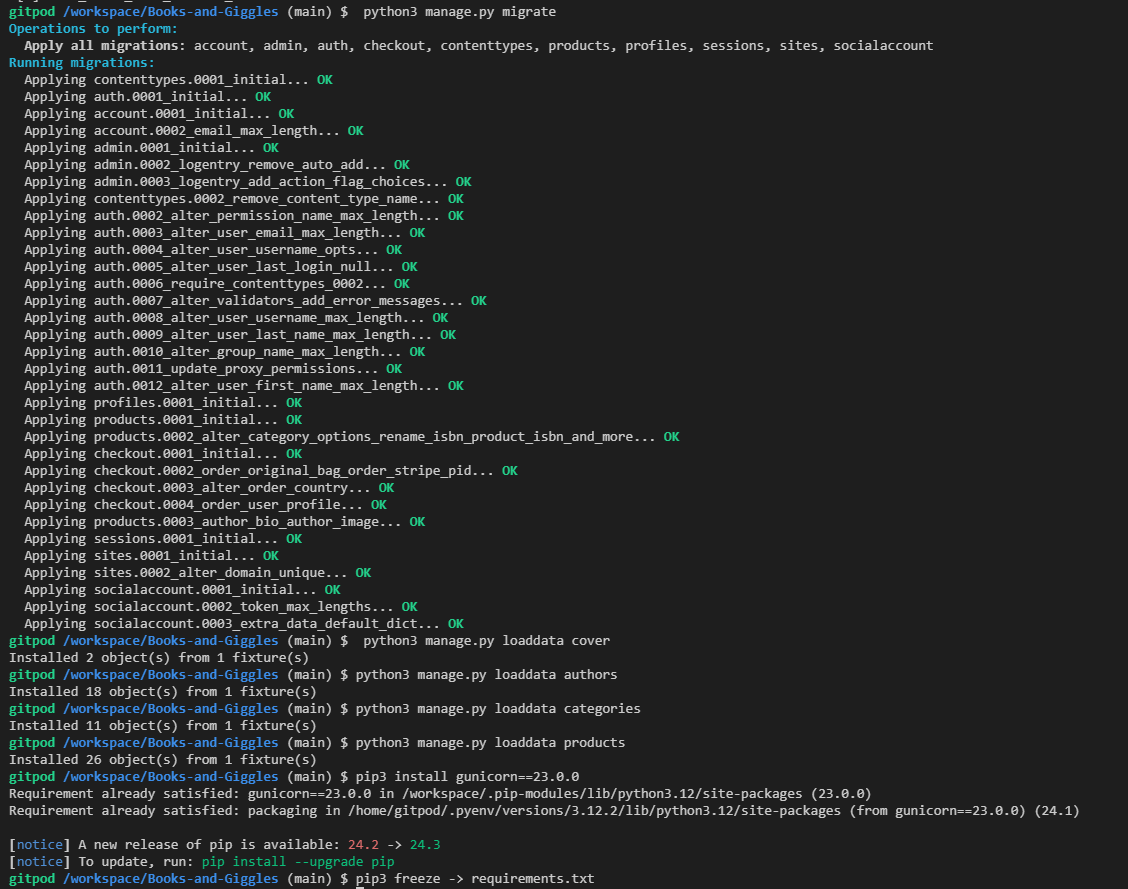 gitpod /workspace/Books-and-Giggles (main) $  python3 manage.py migrate
Operations to perform:
  Apply all migrations: account, admin, auth, checkout, contenttypes, products, profiles, sessions, sites, socialaccount
Running migrations:
  Applying contenttypes.0001_initial... OK
  Applying auth.0001_initial... OK
  Applying account.0001_initial... OK
  Applying account.0002_email_max_length... OK
  Applying admin.0001_initial... OK
  Applying admin.0002_logentry_remove_auto_add... OK
  Applying admin.0003_logentry_add_action_flag_choices... OK
  Applying contenttypes.0002_remove_content_type_name... OK
  Applying auth.0002_alter_permission_name_max_length... OK
  Applying auth.0003_alter_user_email_max_length... OK
  Applying auth.0004_alter_user_username_opts... OK
  Applying auth.0005_alter_user_last_login_null... OK
  Applying auth.0006_require_contenttypes_0002... OK
  Applying auth.0007_alter_validators_add_error_messages... OK
  Applying auth.0008_alter_user_username_max_length... OK
  Applying auth.0009_alter_user_last_name_max_length... OK
  Applying auth.0010_alter_group_name_max_length... OK
  Applying auth.0011_update_proxy_permissions... OK
  Applying auth.0012_alter_user_first_name_max_length... OK
  Applying profiles.0001_initial... OK
  Applying products.0001_initial... OK
  Applying products.0002_alter_category_options_rename_isbn_product_isbn_and_more... OK
  Applying checkout.0001_initial... OK
  Applying checkout.0002_order_original_bag_order_stripe_pid... OK
  Applying checkout.0003_alter_order_country... OK
  Applying checkout.0004_order_user_profile... OK
  Applying products.0003_author_bio_author_image... OK
  Applying sessions.0001_initial... OK
  Applying sites.0001_initial... OK
  Applying sites.0002_alter_domain_unique... OK
  Applying socialaccount.0001_initial... OK
  Applying socialaccount.0002_token_max_lengths... OK
  Applying socialaccount.0003_extra_data_default_dict... OK
gitpod /workspace/Books-and-Giggles (main) $  python3 manage.py loaddata cover
Installed 2 object(s) from 1 fixture(s)
gitpod /workspace/Books-and-Giggles (main) $ python3 manage.py loaddata authors
Installed 18 object(s) from 1 fixture(s)
gitpod /workspace/Books-and-Giggles (main) $ python3 manage.py loaddata categories
Installed 11 object(s) from 1 fixture(s)
gitpod /workspace/Books-and-Giggles (main) $ python3 manage.py loaddata products
Installed 26 object(s) from 1 fixture(s)
gitpod /workspace/Books-and-Giggles (main) $ pip3 install gunicorn==23.0.0
Requirement already satisfied: gunicorn==23.0.0 in /workspace/.pip-modules/lib/python3.12/site-packages (23.0.0)
Requirement already satisfied: packaging in /home/gitpod/.pyenv/versions/3.12.2/lib/python3.12/site-packages (from gunicorn==23.0.0) (24.1)

[notice] A new release of pip is available: 24.2 -> 24.3
[notice] To update, run: pip install --upgrade pip
gitpod /workspace/Books-and-Giggles (main) $ pip3 freeze -> requirements.txt